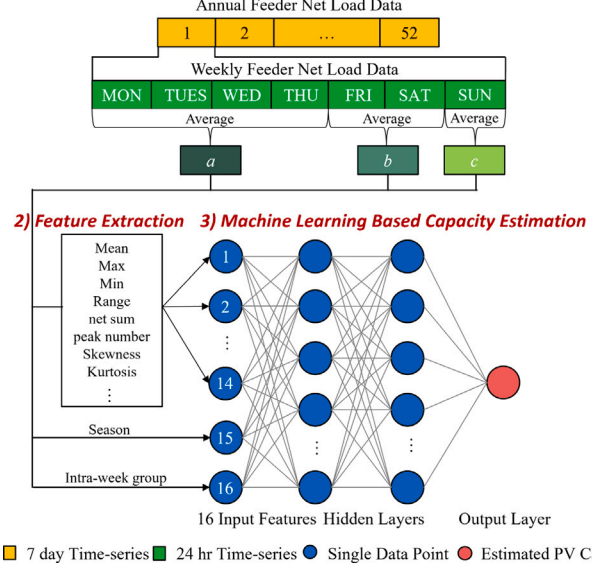 Annual Feeder Net Load Data
1 2 ... 52
Weekly Feeder Net Load Data
MON TUES WED THU FRI SAT SUN
Average Average Average
a b c
2) Feature Extraction 3) Machine Learning Based Capacity Estimation
Mean
Max
Min
Range
net sum
peak number
Skewness
Kurtosis
⋮
1
2
⋮
14
Season
15
Intra-week group
16
⋮
⋮
16 Input Features Hidden Layers Output Layer
7 day Time-series 24 hr Time-series Single Data Point Estimated PV C